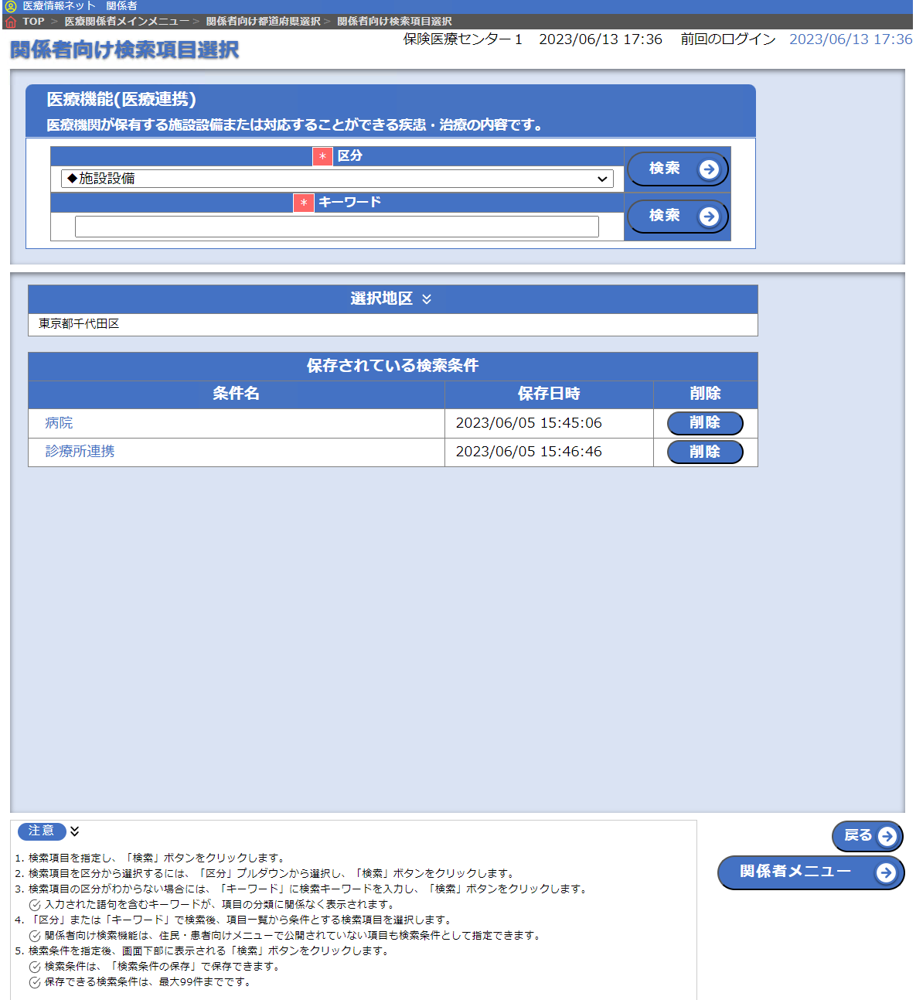 医療情報ネット 関係者
TOP > 医療関係者メインメニュー > 関係者向け都道府県選択 > 関係者向け検索項目選択
関係者向け検索項目選択
保険医療センター１ 2023/06/13 17:36 前回のログイン 2023/06/13 17:36
医療機能(医療連携)
医療機関が保有する施設設備または対応することができる疾患・治療の内容です。
* 区分
◆施設設備
検索
* キーワード
検索
選択地区
東京都千代田区
保存されている検索条件
条件名 保存日時 削除
病院 2023/06/05 15:45:06 削除
診療所連携 2023/06/05 15:46:46 削除
注意
1. 検索項目を指定し、「検索」ボタンをクリックします。
2. 検索項目を区分から選択するには、「区分」プルダウンから選択し、「検索」ボタンをクリックします。
3. 検索項目の区分がわからない場合には、「キーワード」に検索キーワードを入力し、「検索」ボタンをクリックします。
入力された語句を含むキーワードが、項目の分類に関係なく表示されます。
4. 「区分」または「キーワード」で検索後、項目一覧から条件とする検索項目を選択します。
関係者向け検索機能は、住民・患者向けメニューで公開されていない項目も検索条件として指定できます。
5. 検索条件を指定後、画面下部に表示される「検索」ボタンをクリックします。
検索条件は、「検索条件の保存」で保存できます。
保存できる検索条件は、最大99件までです。
戻る
関係者メニュー